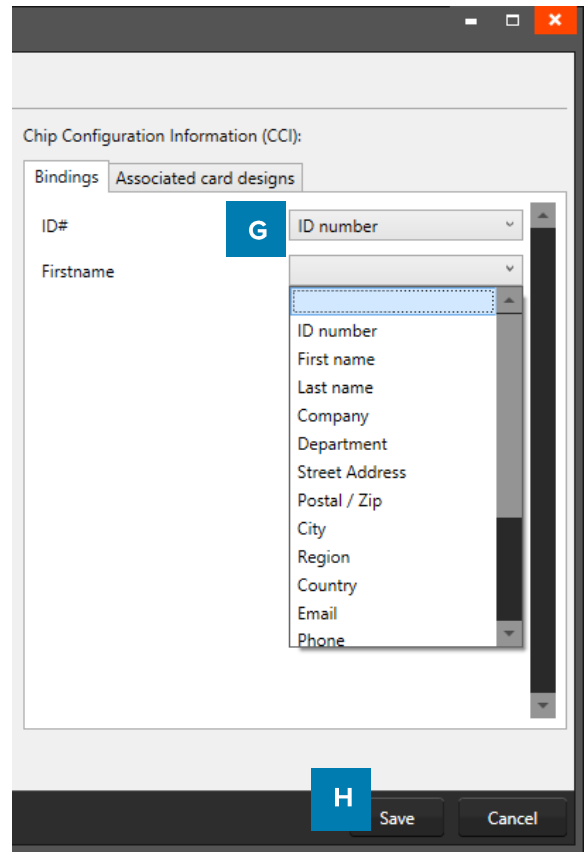 Chip Configuration Information (CCI):
Bindings Associated card designs
ID# G ID number
Firstname
ID number
First name
Last name
Company
Department
Street Address
Postal / Zip
City
Region
Country
Email
Phone
H Save Cancel